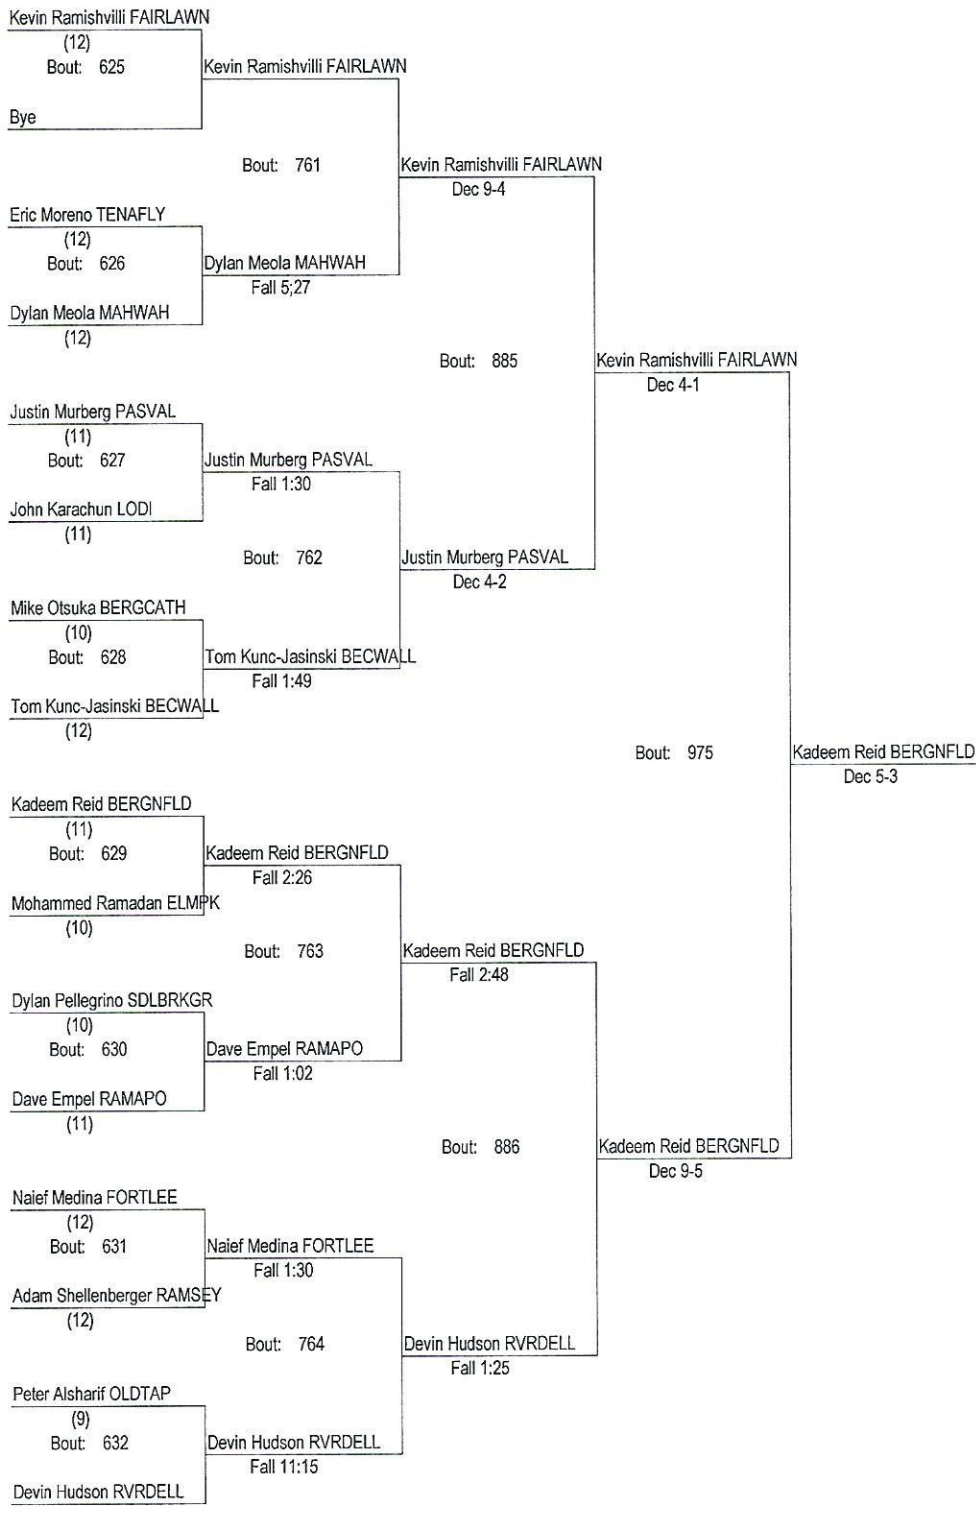 Kevin Ramishvilli FAIRLAWN
(12)
Bout: 625
Kevin Ramishvilli FAIRLAWN
Bye
Bout: 761
Kevin Ramishvilli FAIRLAWN
Dec 9-4
Eric Moreno TENAFLY
(12)
Bout: 626
Dylan Meola MAHWAH
Fall 5;27
Dylan Meola MAHWAH
(12)
Bout: 885
Kevin Ramishvilli FAIRLAWN
Dec 4-1
Justin Murberg PASVAL
(11)
Bout: 627
Justin Murberg PASVAL
Fall 1:30
John Karachun LODI
(11)
Bout: 762
Justin Murberg PASVAL
Dec 4-2
Mike Otsuka BERGCATH
(10)
Bout: 628
Tom Kunc-Jasinski BECWALL
Fall 1:49
Tom Kunc-Jasinski BECWALL
(12)
Bout: 975
Kadeem Reid BERGNFLD
Dec 5-3
Kadeem Reid BERGNFLD
(11)
Bout: 629
Kadeem Reid BERGNFLD
Fall 2:26
Mohammed Ramadan ELMPK
(10)
Bout: 763
Kadeem Reid BERGNFLD
Fall 2:48
Dylan Pellegrino SDLBRKGR
(10)
Bout: 630
Dave Empel RAMAPO
Fall 1:02
Dave Empel RAMAPO
(11)
Bout: 886
Kadeem Reid BERGNFLD
Dec 9-5
Naief Medina FORTLEE
(12)
Bout: 631
Naief Medina FORTLEE
Fall 1:30
Adam Shellenberger RAMSEY
(12)
Bout: 764
Devin Hudson RVRDELL
Fall 1:25
Peter Alsharif OLDTAP
(9)
Bout: 632
Devin Hudson RVRDELL
Fall 11:15
Devin Hudson RVRDELL